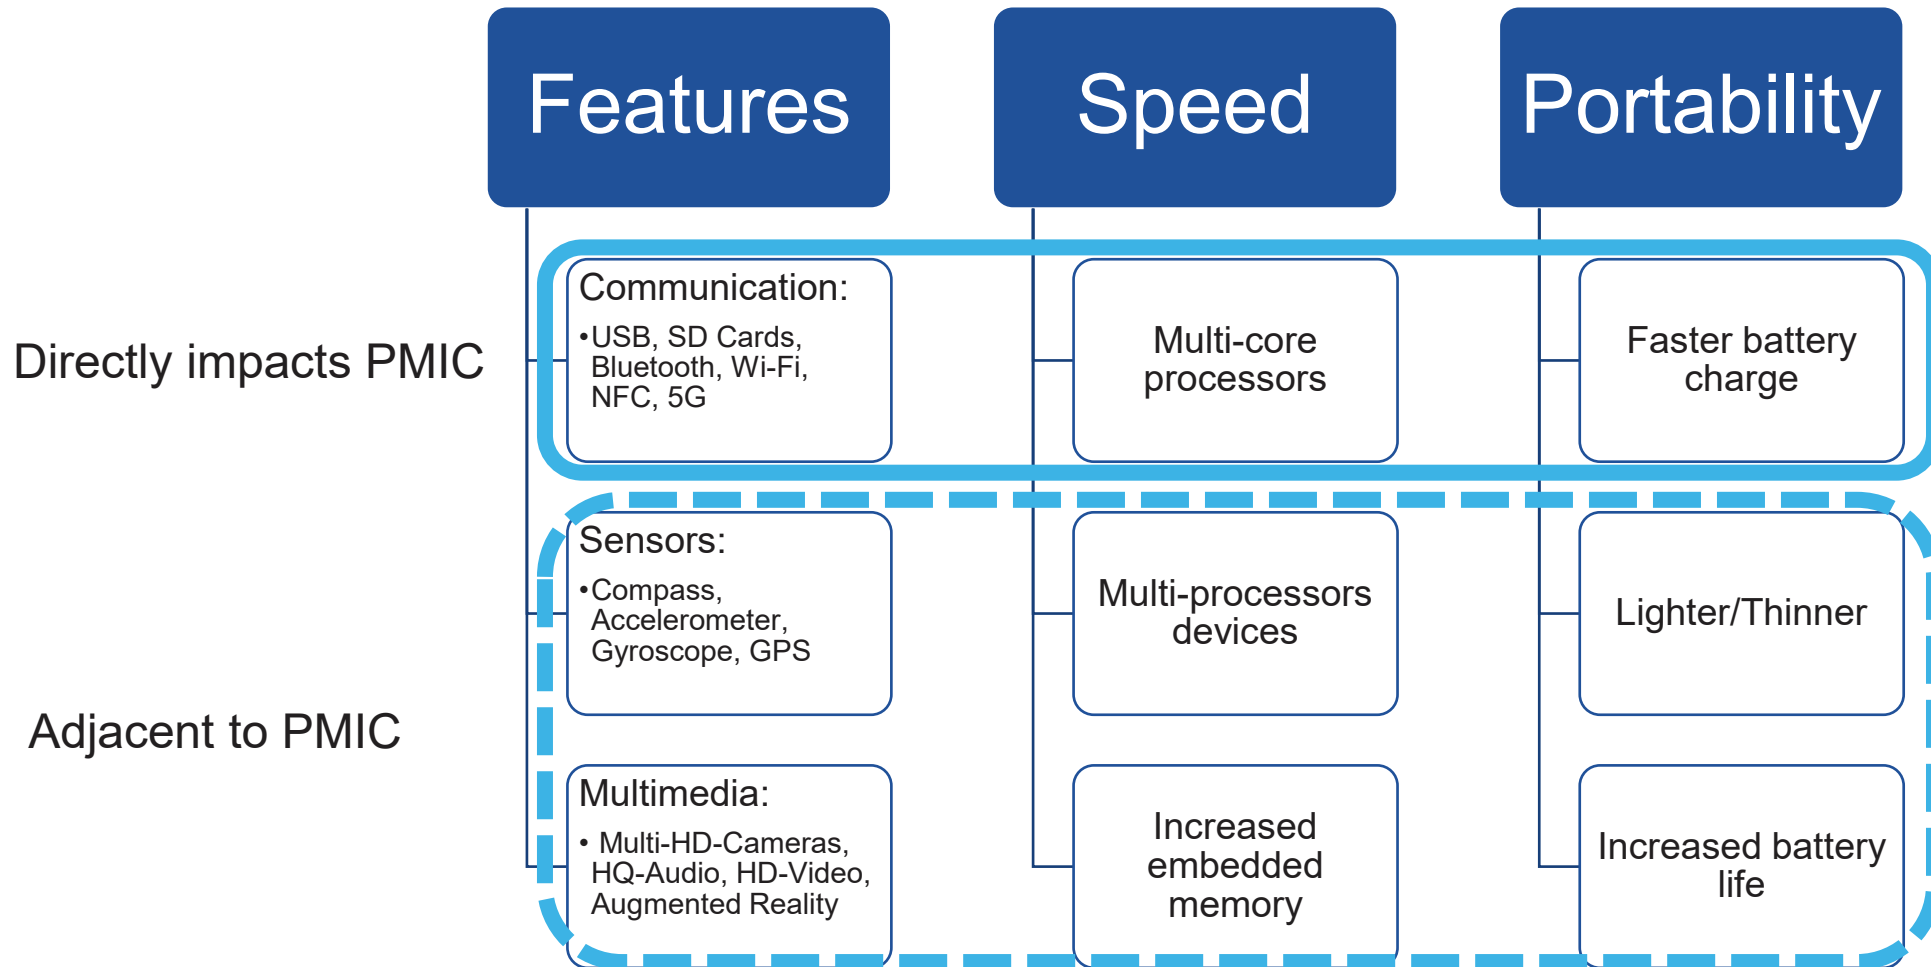 Features
Speed
Portability
Directly impacts PMIC
Communication:
•USB, SD Cards,
Bluetooth, Wi-Fi,
NFC, 5G
Multi-core
processors
Faster battery
charge
Adjacent to PMIC
Sensors:
•Compass,
Accelerometer,
Gyroscope, GPS
Multi-processors
devices
Lighter/Thinner
Multimedia:
• Multi-HD-Cameras,
HQ-Audio, HD-Video,
Augmented Reality
Increased
embedded
memory
Increased battery
life